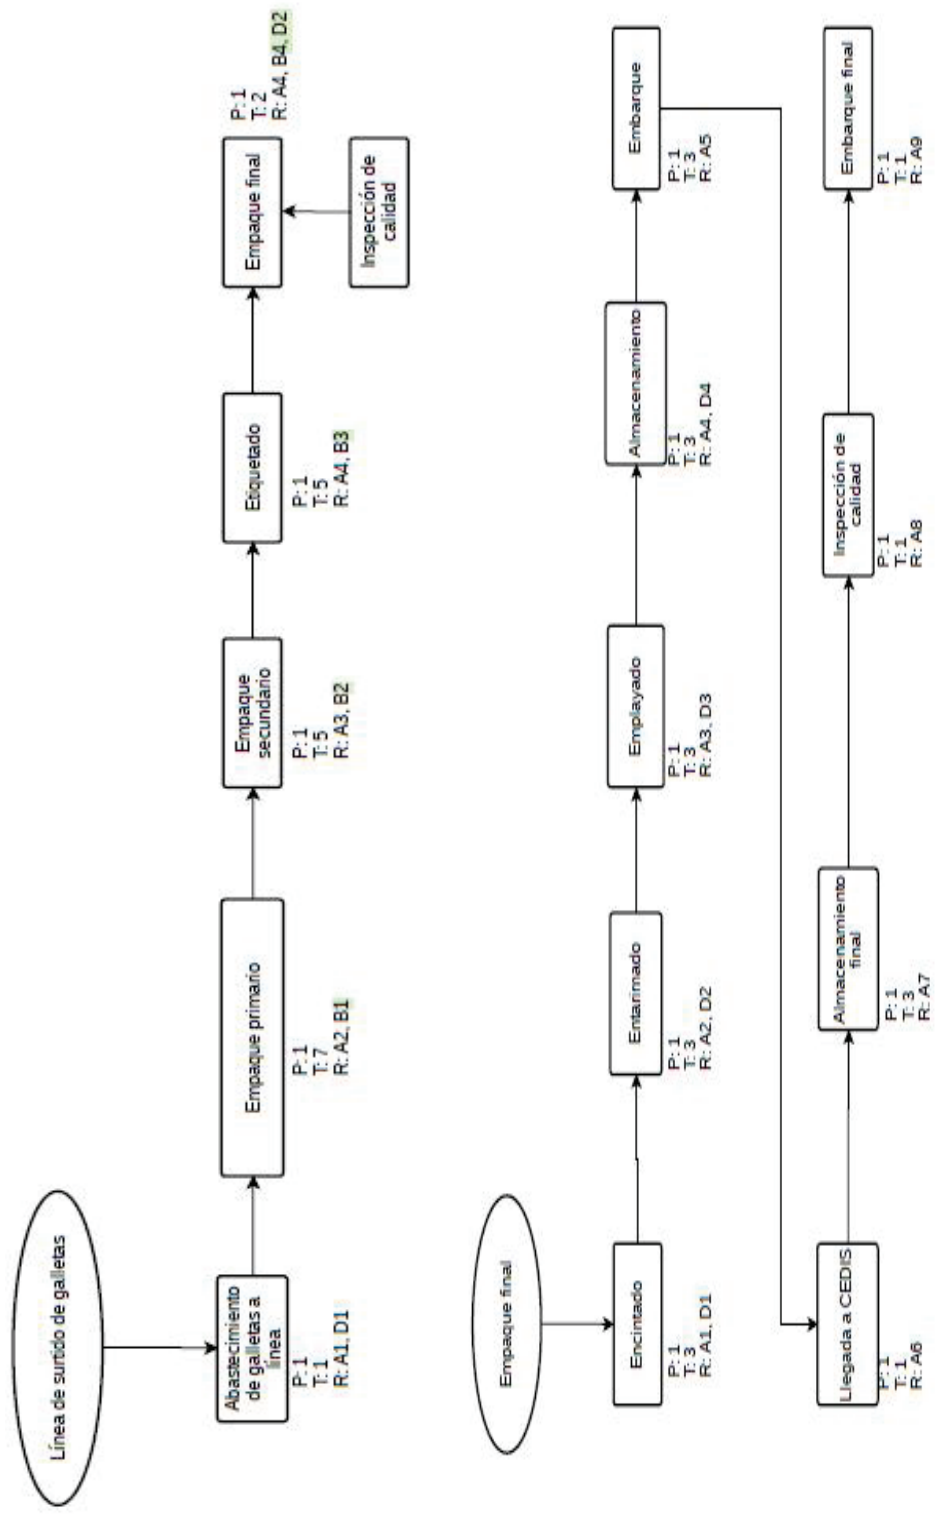 Línea de surtido de galletas
Abastecimiento
de galletas a
línea
P: 1
T: 1
R: A1, D1
Empaque primario
P: 1
T: 7
R: A2, B1
Empaque
secundario
P: 1
T: 5
R: A3, B2
Etiquetado
P: 1
T: 5
R: A4, B3
Empaque final
P: 1
T: 2
R: A4, B4, D2
Inspección de
calidad
Empaque final
Encintado
P: 1
T: 3
R: A1, D1
Entarimado
P: 1
T: 3
R: A2, D2
Emplayado
P: 1
T: 3
R: A3, D3
Almacenamiento
P: 1
T: 3
R: A4, D4
Embarque
P: 1
T: 3
R: A5
Llegada a CEDIS
P: 1
T: 1
R: A6
Almacenamiento
final
P: 1
T: 3
R: A7
Inspección de
calidad
P: 1
T: 1
R: A8
Embarque final
P: 1
T: 1
R: A9